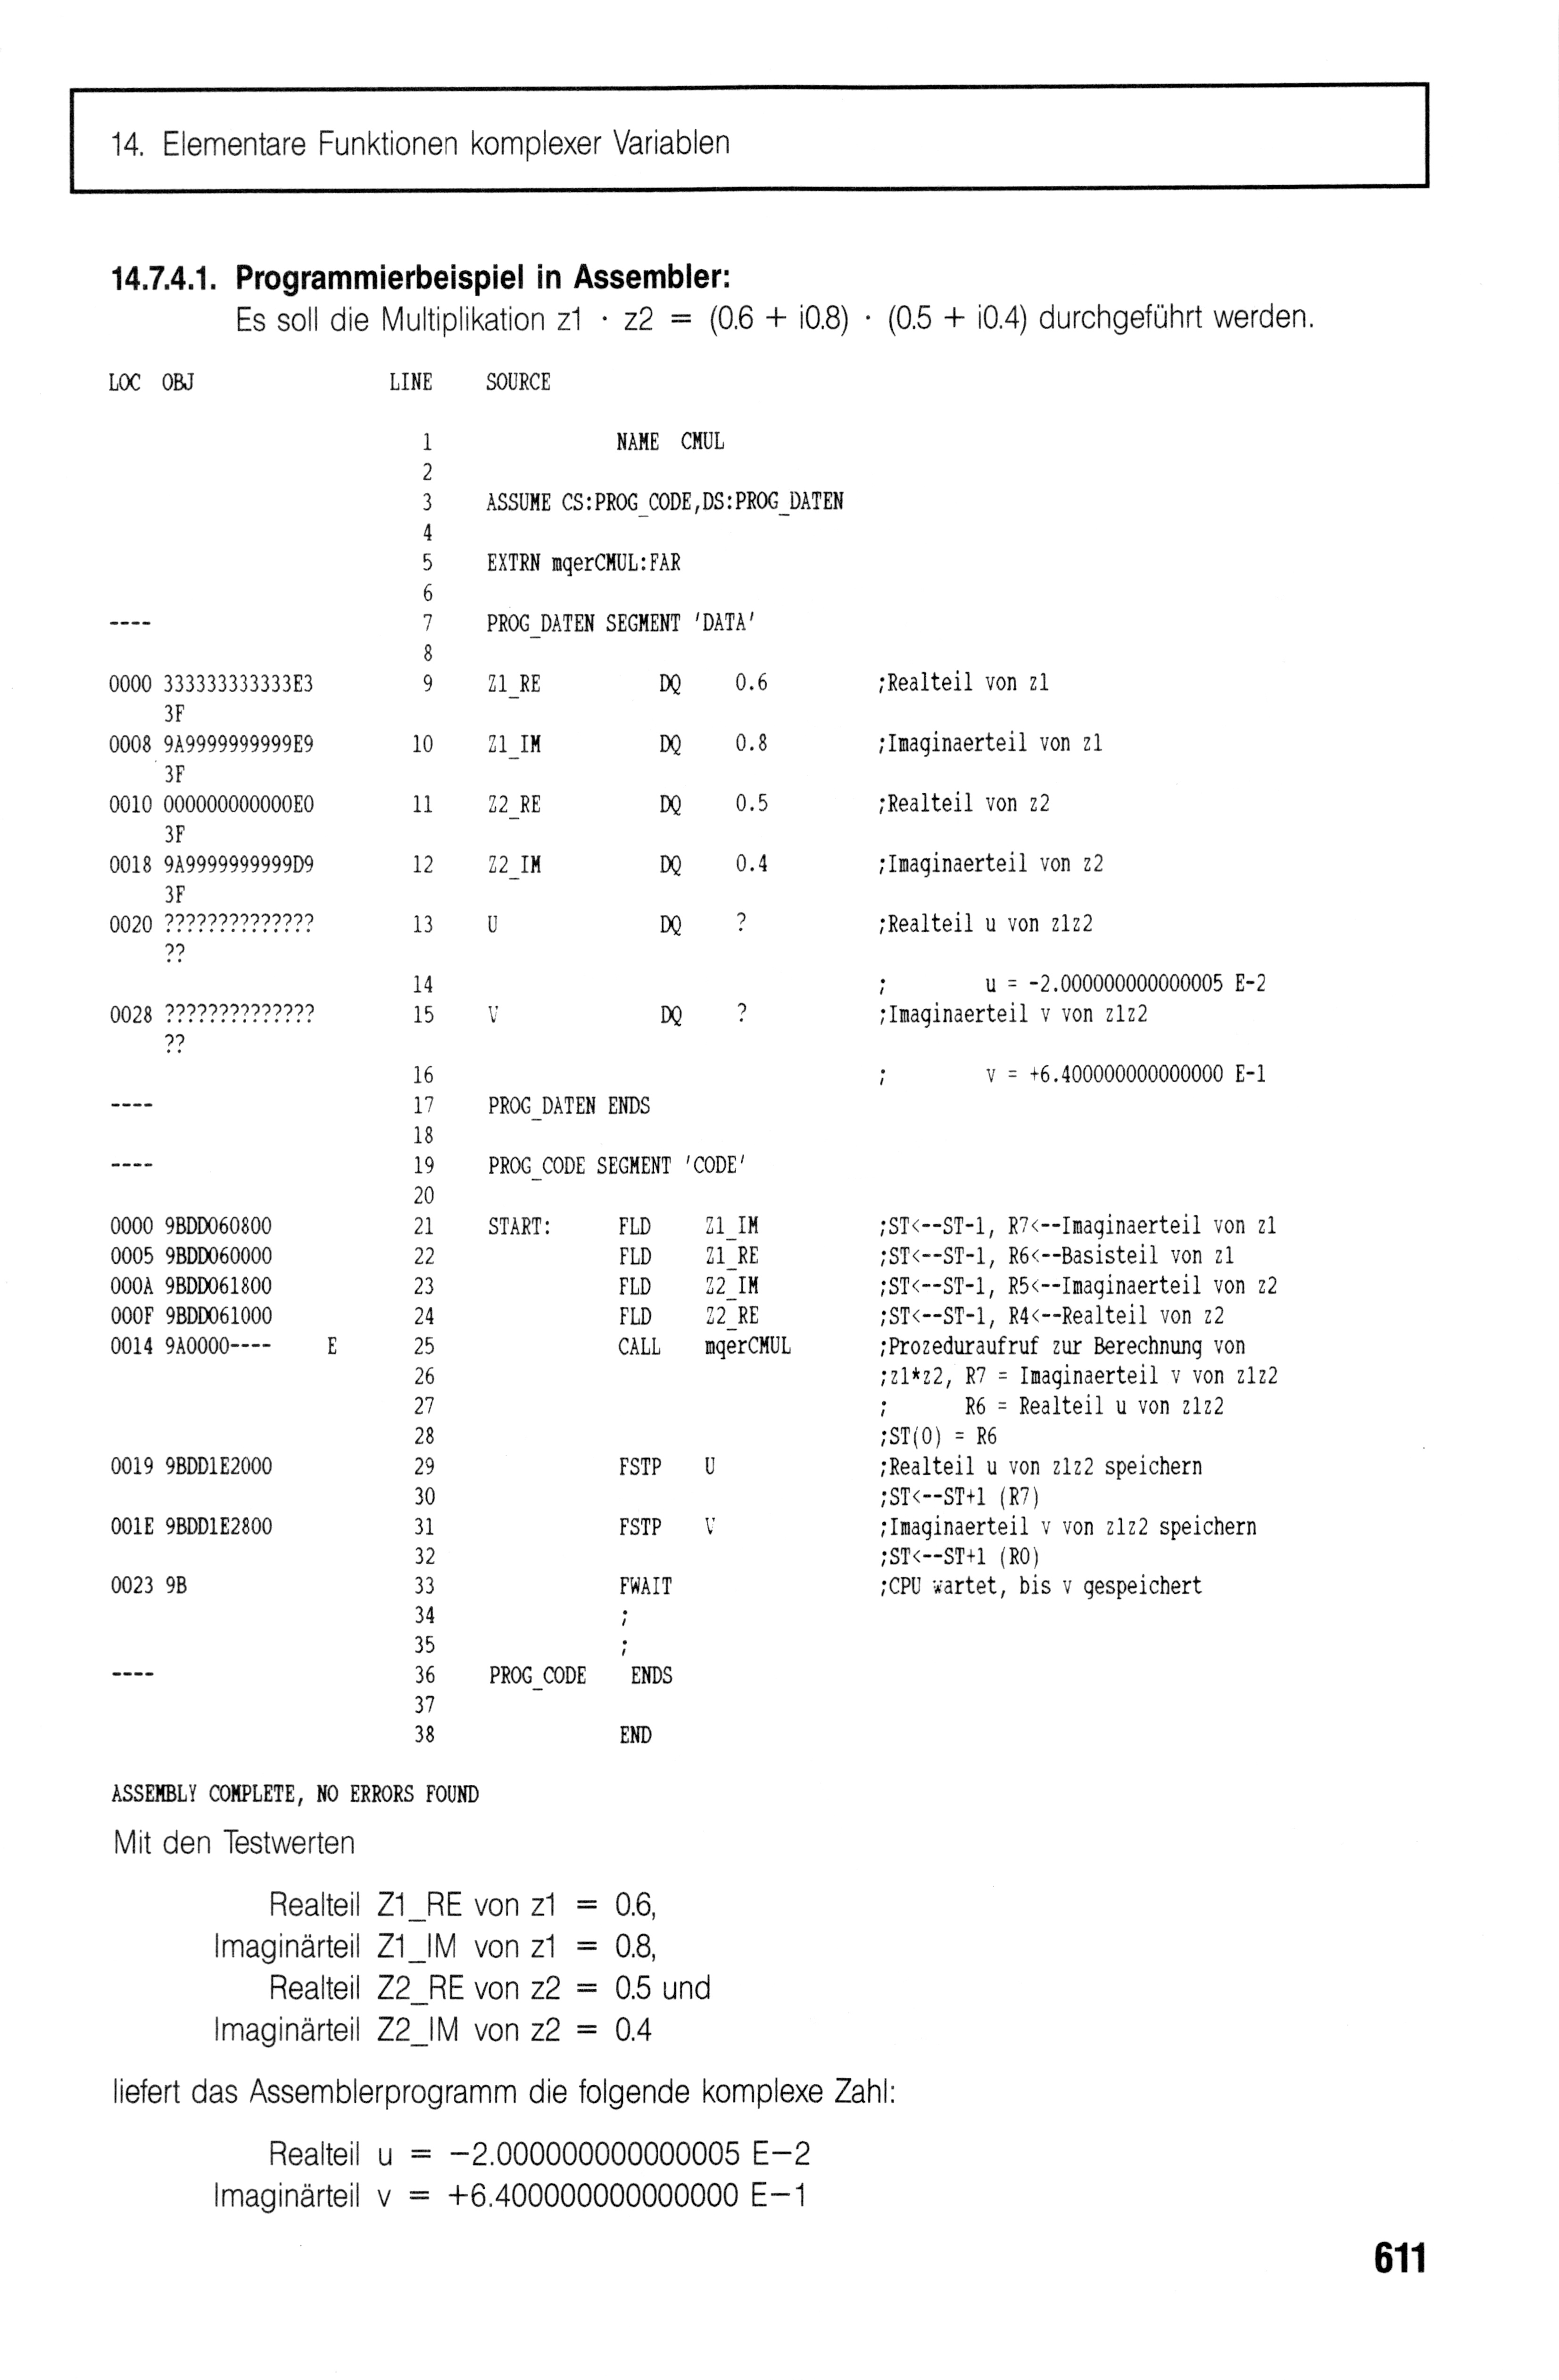 14. Elementare Funktionen komplexer Variablen
14.7.4.1. Programmierbeispiel in Assembler:
Es soll die Multiplikation z1 · z2 = (0.6 + i0.8) · (0.5 + i0.4) durchgeführt werden.
LOC OBJ LINE SOURCE
1 NAME CMUL
2
3 ASSUME CS:PROG_CODE,DS:PROG_DATEN
4
5 EXTRN mqerCMUL:FAR
6
---- 7 PROG_DATEN SEGMENT 'DATA'
8
0000 333333333333E3 9 Z1_RE DQ 0.6 ;Realteil von z1
3F
0008 9A9999999999E9 10 Z1_IM DQ 0.8 ;Imaginaerteil von z1
3F
0010 000000000000E0 11 Z2_RE DQ 0.5 ;Realteil von z2
3F
0018 9A9999999999D9 12 Z2_IM DQ 0.4 ;Imaginaerteil von z2
3F
0020 ?????????????? 13 U DQ ? ;Realteil u von z1z2
??
14 ; u = -2.000000000000005 E-2
0028 ?????????????? 15 V DQ ? ;Imaginaerteil v von z1z2
??
16 ; v = +6.400000000000000 E-1
---- 17 PROG_DATEN ENDS
18
---- 19 PROG_CODE SEGMENT 'CODE'
20
0000 9BDD060800 21 START: FLD Z1_IM ;ST<--ST-1, R7<--Imaginaerteil von z1
0005 9BDD060000 22 FLD Z1_RE ;ST<--ST-1, R6<--Basisteil von z1
000A 9BDD061800 23 FLD Z2_IM ;ST<--ST-1, R5<--Imaginaerteil von z2
000F 9BDD061000 24 FLD Z2_RE ;ST<--ST-1, R4<--Realteil von z2
0014 9A0000---- E 25 CALL mqerCMUL ;Prozeduraufruf zur Berechnung von
26 ;z1*z2, R7 = Imaginaerteil v von z1z2
27 ; R6 = Realteil u von z1z2
28 ;ST(0) = R6
0019 9BDD1E2000 29 FSTP U ;Realteil u von z1z2 speichern
30 ;ST<--ST+1 (R7)
001E 9BDD1E2800 31 FSTP V ;Imaginaerteil v von z1z2 speichern
32 ;ST<--ST+1 (R0)
0023 9B 33 FWAIT ;CPU wartet, bis v gespeichert
34 ;
35 ;
---- 36 PROG_CODE ENDS
37
38 END
ASSEMBLY COMPLETE, NO ERRORS FOUND
Mit den Testwerten
Realteil Z1_RE von z1 = 0.6,
Imaginärteil Z1_IM von z1 = 0.8,
Realteil Z2_RE von z2 = 0.5 und
Imaginärteil Z2_IM von z2 = 0.4
liefert das Assemblerprogramm die folgende komplexe Zahl:
Realteil u = −2.000000000000005 E−2
Imaginärteil v = +6.400000000000000 E−1
611